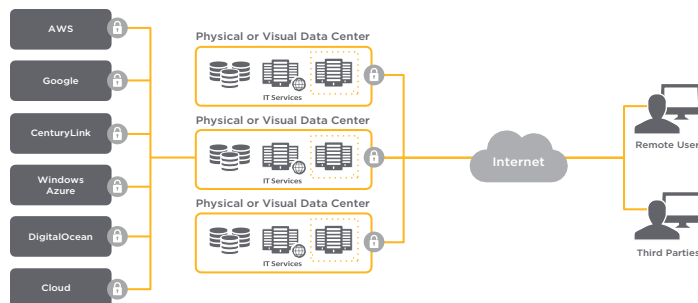 AWS
Google
CenturyLink
Windows
Azure
DigitalOcean
Cloud
Physical or Visual Data Center
IT Services
Physical or Visual Data Center
IT Services
Physical or Visual Data Center
IT Services
Internet
Remote User
Third Parties